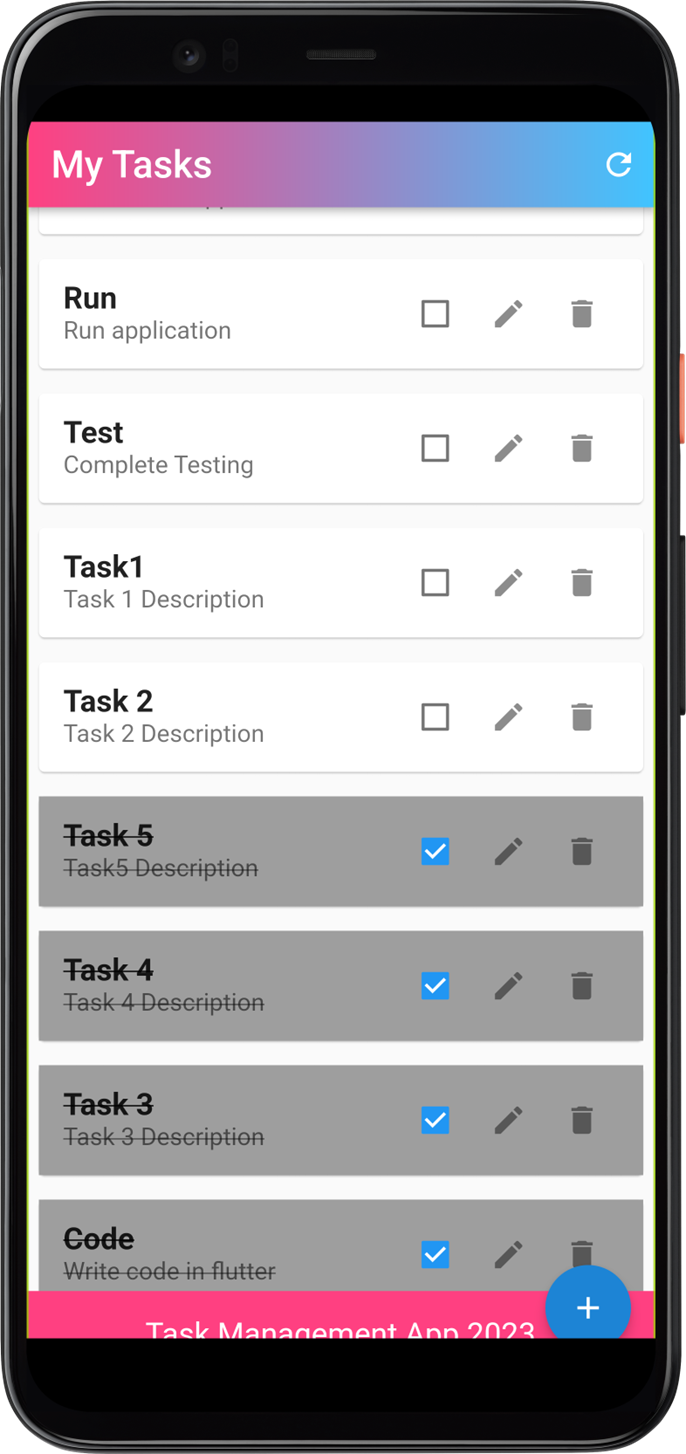 My Tasks
Run
Run application
Test
Complete Testing
Task1
Task 1 Description
Task 2
Task 2 Description
Task 5
Task5 Description
Task 4
Task 4 Description
Task 3
Task 3 Description
Code
Write code in flutter
Task Management App 2023